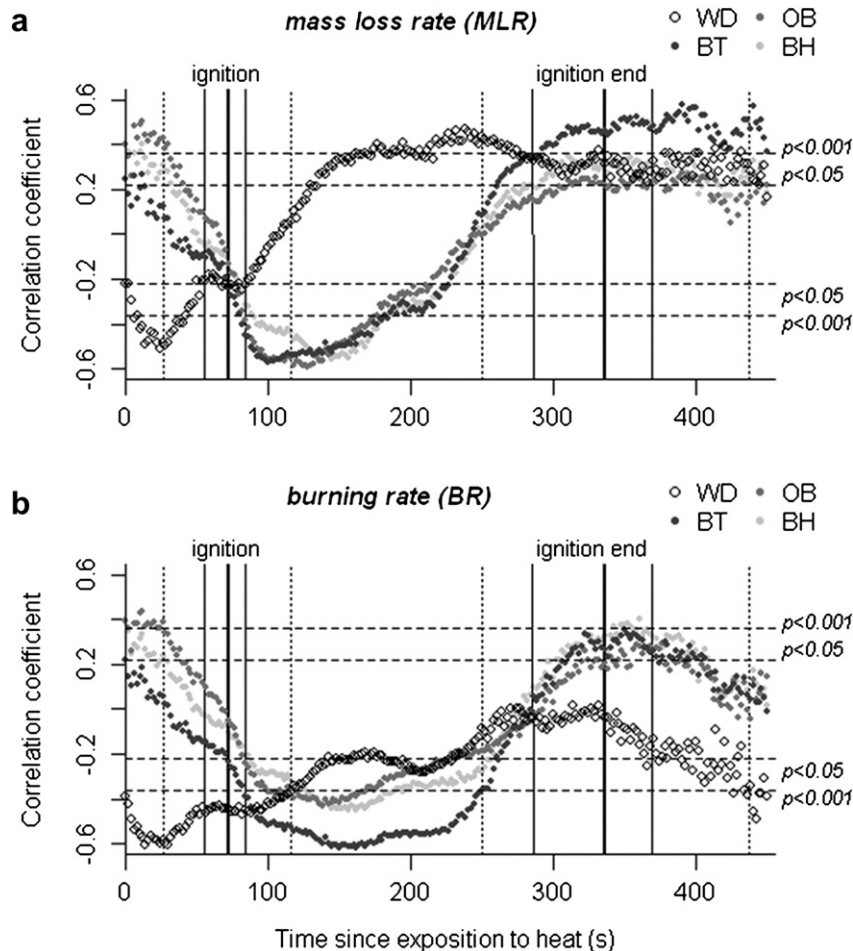 a
mass loss rate (MLR)
WD OB
BT BH
ignition
ignition end
Correlation coefficient
0.6
0.2
-0.2
-0.6
p<0.001
p<0.05
p<0.05
p<0.001
0 100 200 300 400
b
burning rate (BR)
WD OB
BT BH
ignition
ignition end
Correlation coefficient
0.6
0.2
-0.2
-0.6
p<0.001
p<0.05
p<0.05
p<0.001
0 100 200 300 400
Time since exposition to heat (s)